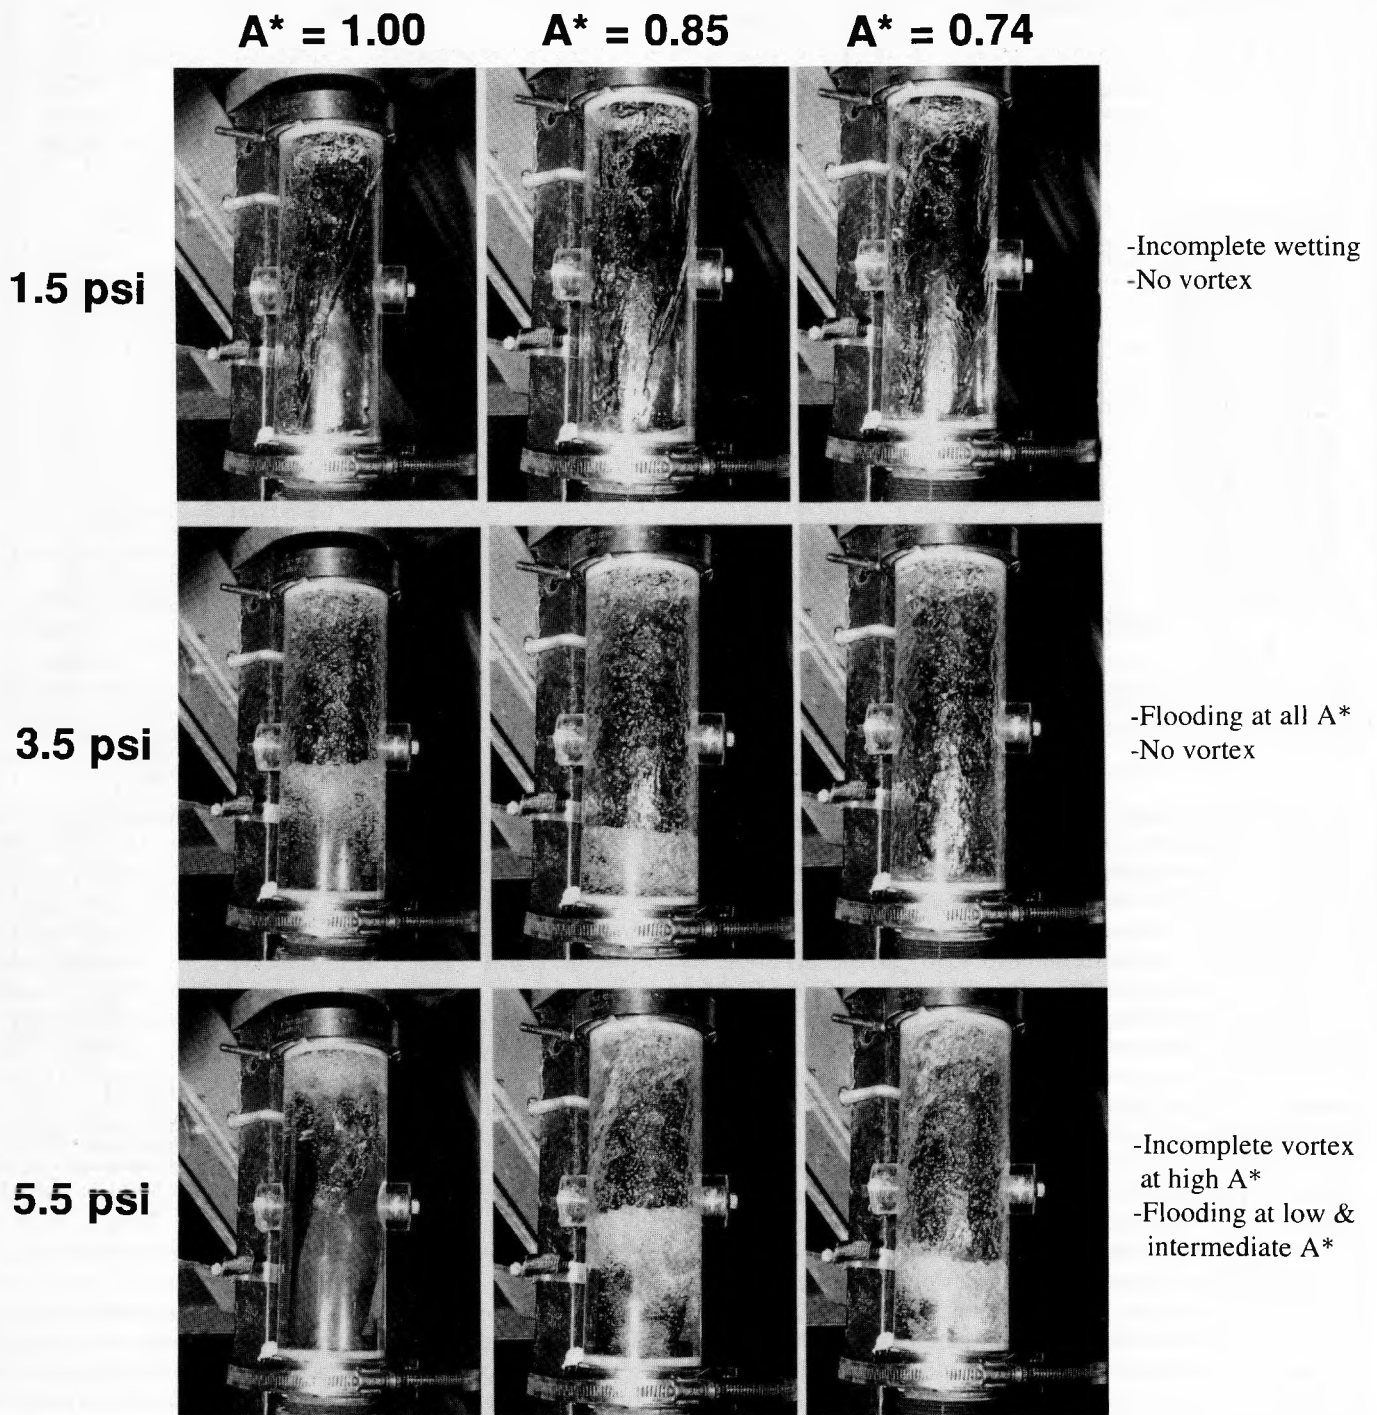 A* = 1.00 A* = 0.85 A* = 0.74
1.5 psi
-Incomplete wetting
-No vortex
3.5 psi
-Flooding at all A*
-No vortex
5.5 psi
-Incomplete vortex
at high A*
-Flooding at low &
intermediate A*